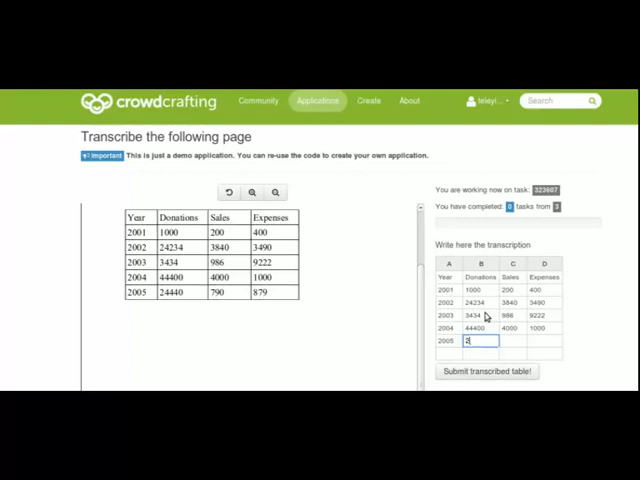 crowdcrafting Community Applications Create About teleyi... Search
Transcribe the following page
Important This is just a demo application. You can re-use the code to create your own application.
You are working now on task: 323607
You have completed: 0 tasks from 3
Write here the transcription
Year Donations Sales Expenses
2001 1000 200 400
2002 24234 3840 3490
2003 3434 986 9222
2004 44400 4000 1000
2005 24440 790 879
A B C D
Year Donations Sales Expenses
2001 1000 200 400
2002 24234 3840 3490
2003 3434 986 9222
2004 44400 4000 1000
2005 2
Submit transcribed table!